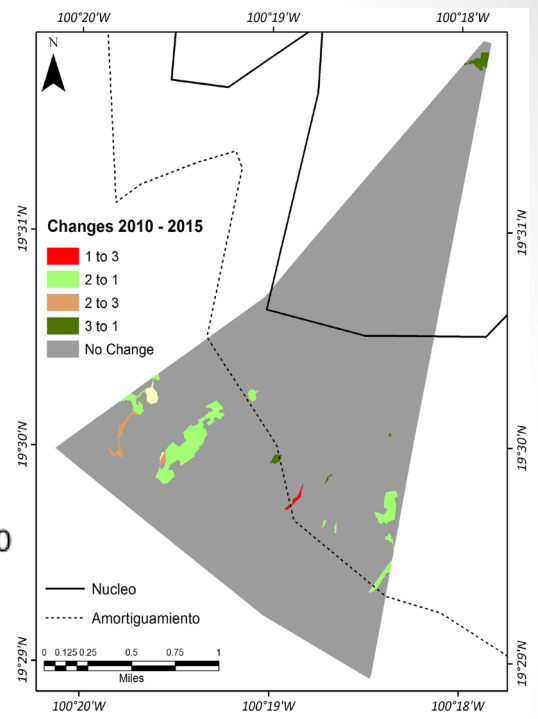 100°20'W 100°19'W 100°18'W
N
19°31'N 19°31'N
Changes 2010 - 2015
1 to 3
2 to 1
2 to 3
3 to 1
No Change
19°30'N 19°30'N
0
Nucleo
Amortiguamiento
0 0.125 0.25 0.5 0.75 1
Miles
19°29'N 19°29'N
100°20'W 100°19'W 100°18'W